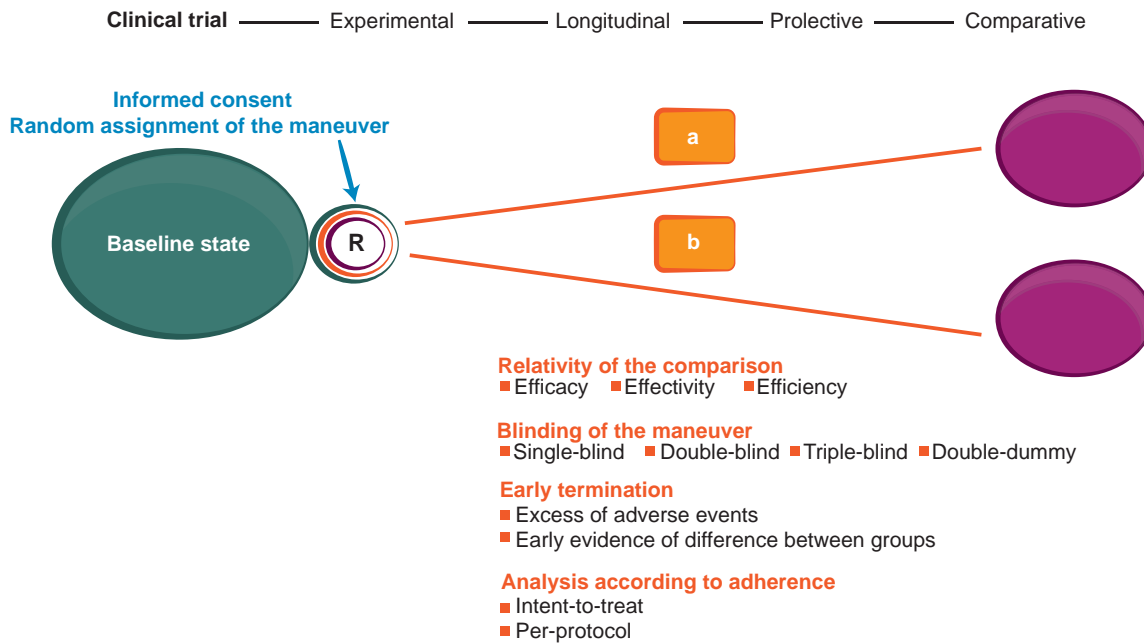 Clinical trial Experimental Longitudinal Prolective Comparative
Informed consent
Random assignment of the maneuver
a
Baseline state
R
b
Relativity of the comparison
Efficacy Effectivity Efficiency
Blinding of the maneuver
Single-blind Double-blind Triple-blind Double-dummy
Early termination
Excess of adverse events
Early evidence of difference between groups
Analysis according to adherence
Intent-to-treat
Per-protocol